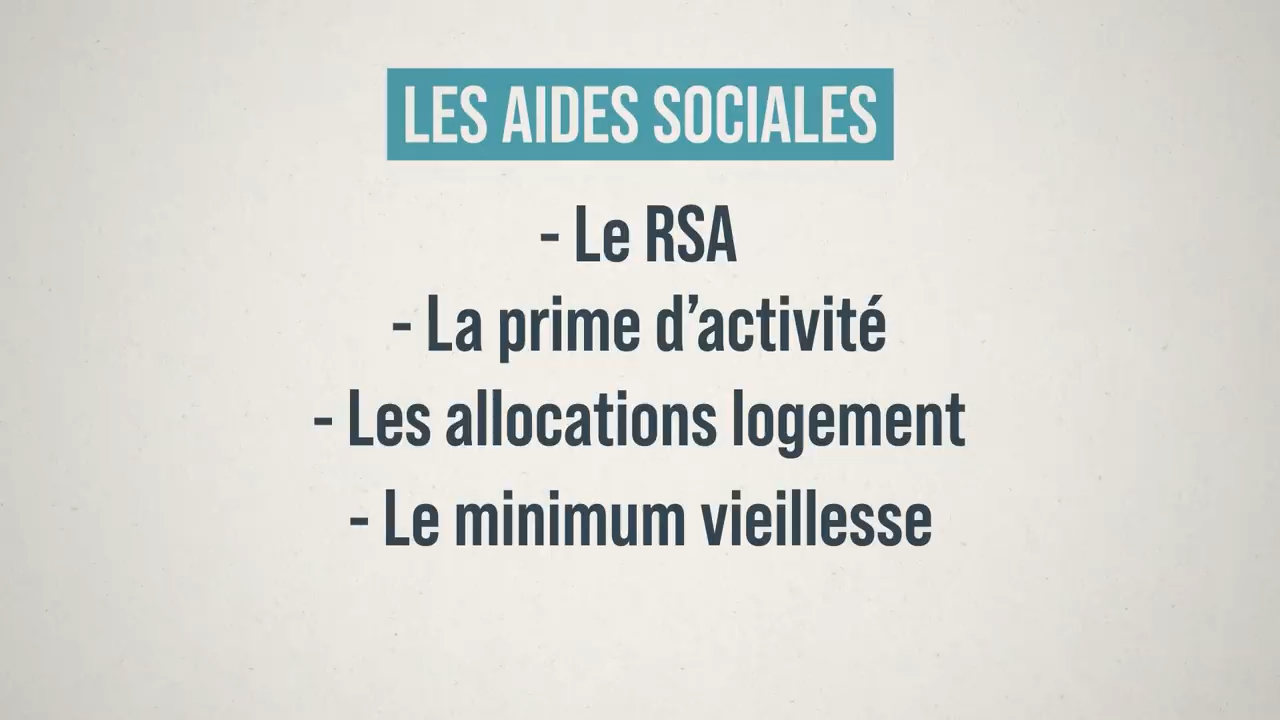 LES AIDES SOCIALES
- Le RSA
- La prime d’activité
- Les allocations logement
- Le minimum vieillesse